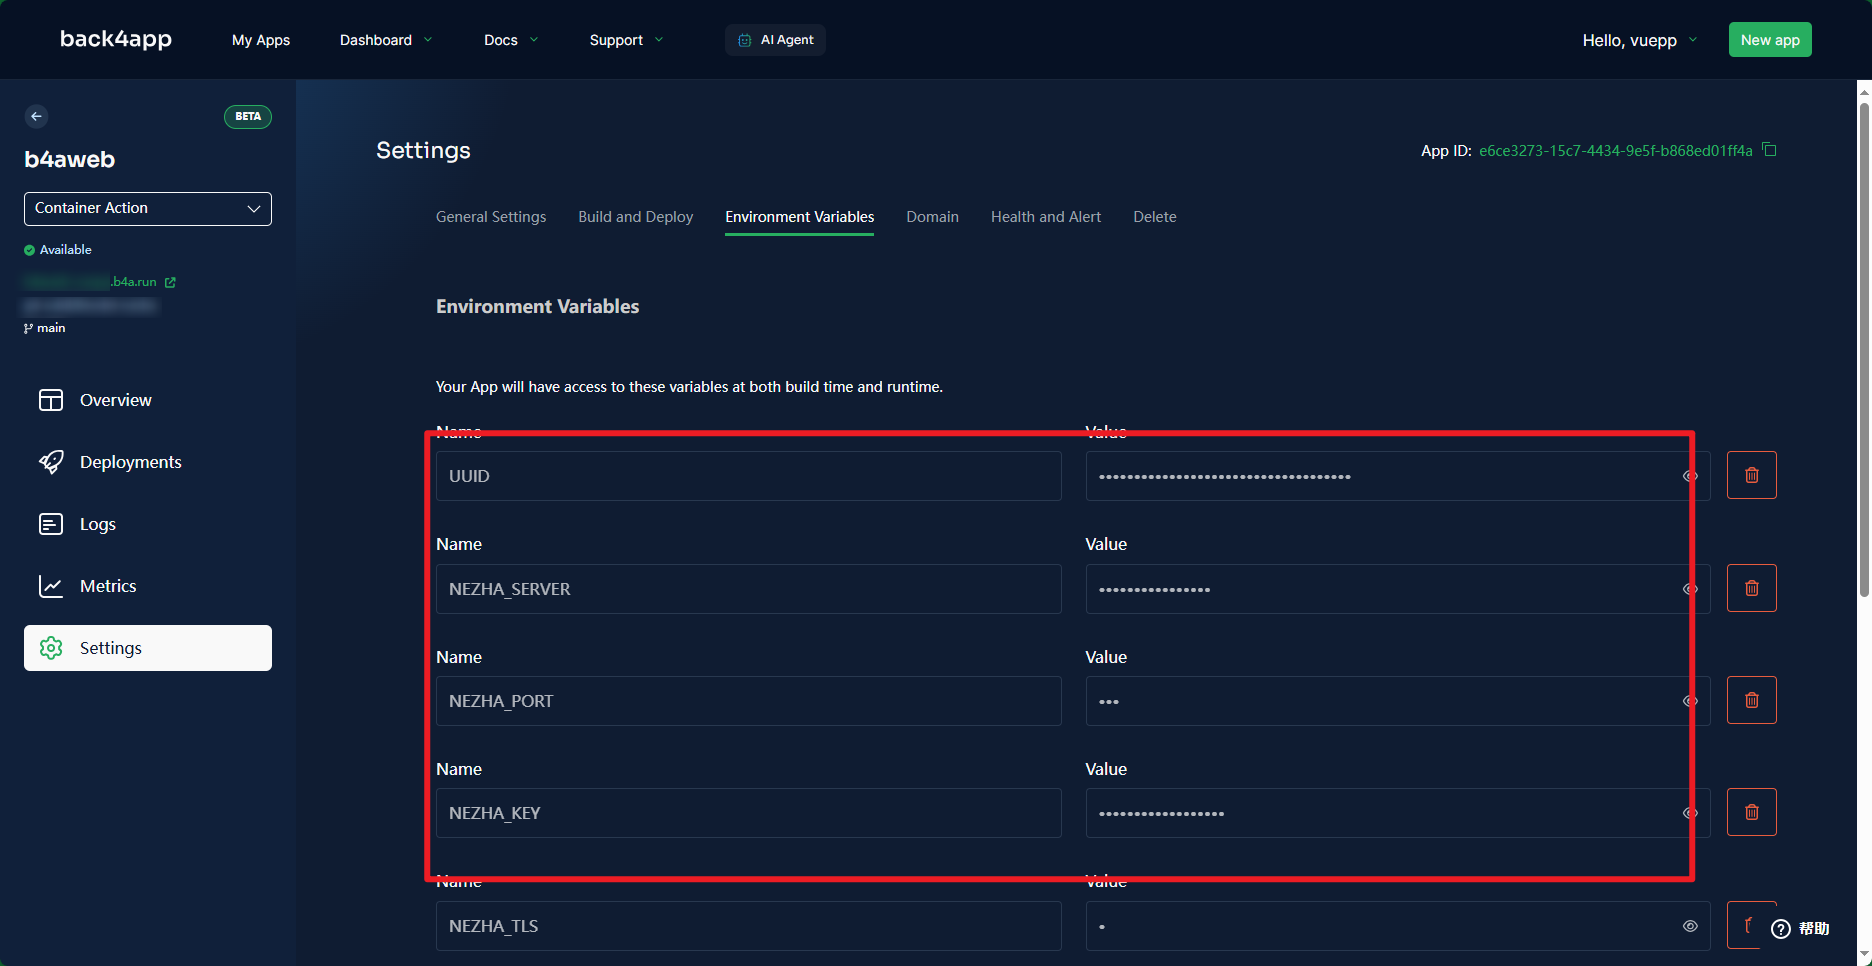 back4app
My Apps
Dashboard
Docs
Support
AI Agent
Hello, vuepp
New app
BETA
b4aweb
Container Action
Available
.b4a.run
main
Overview
Deployments
Logs
Metrics
Settings
Settings
App ID: e6ce3273-15c7-4434-9e5f-b868ed01ff4a
General Settings
Build and Deploy
Environment Variables
Domain
Health and Alert
Delete
Environment Variables
Your App will have access to these variables at both build time and runtime.
Name Value
UUID ••••••••••••••••••••••••••••••••••••
Name Value
NEZHA_SERVER ••••••••••••••••
Name Value
NEZHA_PORT •••
Name Value
NEZHA_KEY ••••••••••••••••••
Name Value
NEZHA_TLS •
帮助